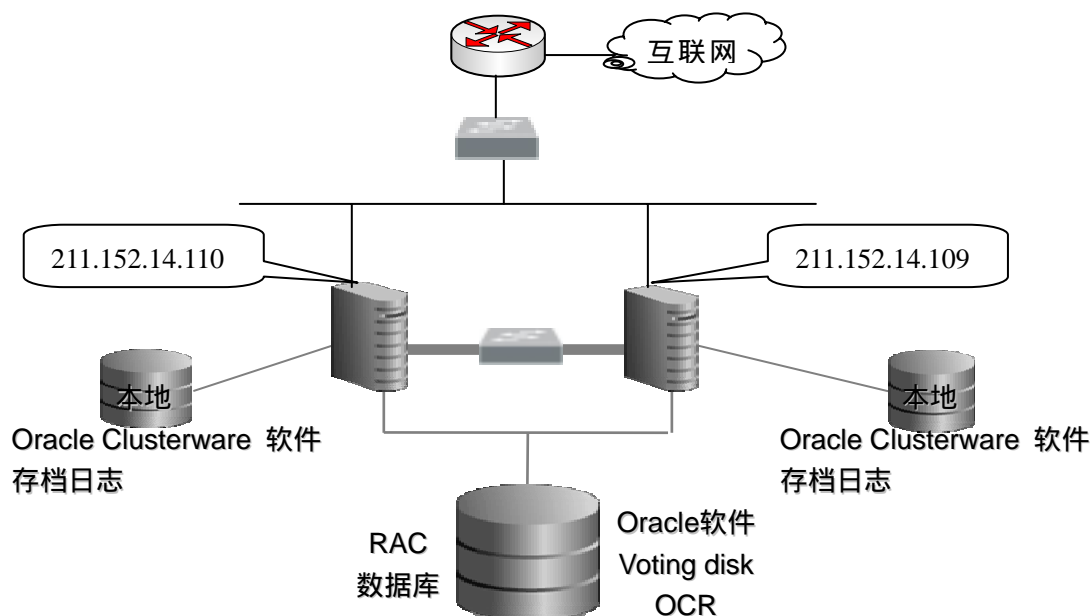 互联网
211.152.14.110
211.152.14.109
本地
Oracle Clusterware 软件
存档日志
本地
Oracle Clusterware 软件
存档日志
RAC
数据库
Oracle软件
Voting disk
OCR